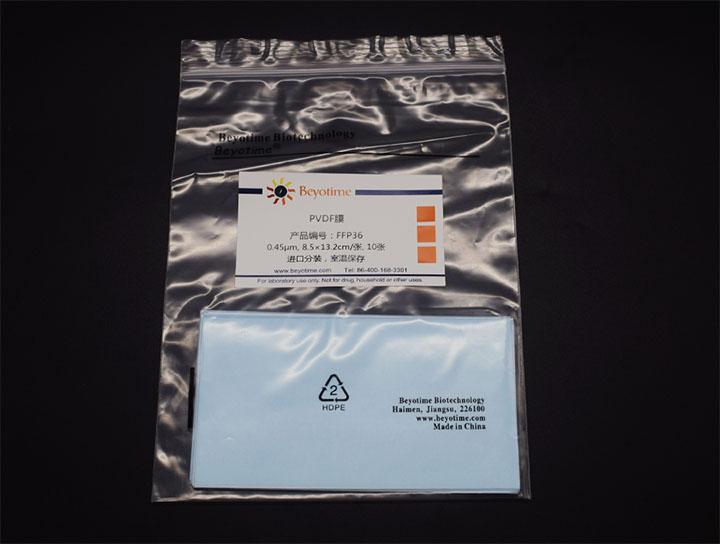 Beyotime Biotechnology
Beyotime®
Beyotime
PVDF膜
产品编号：FFP36
0.45μm, 8.5×13.2cm/张, 10张
进口分装，室温保存
www.beyotime.com Tel: 86-400-168-3301
For laboratory use only. Not for drug, household or other uses.
2
HDPE
Beyotime Biotechnology
Haimen, Jiangsu, 226100
www.beyotime.com
Made in China